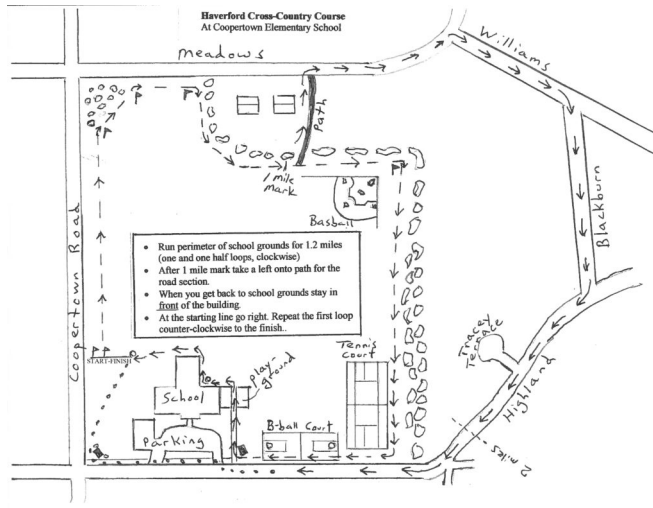 Haverford Cross-Country Course
At Coopertown Elementary School
Meadows
Williams
Path
1 mile
mark
Basball
Blackburn
Coopertown Road
• Run perimeter of school grounds for 1.2 miles
(one and one half loops, clockwise)
• After 1 mile mark take a left onto path for the
road section.
• When you get back to school grounds stay in
front of the building.
• At the starting line go right. Repeat the first loop
counter-clockwise to the finish..
START-FINISH
play-
ground
Tennis
Court
Tracey
Terrace
Highland
School
B-ball Court
Parking
2 miles